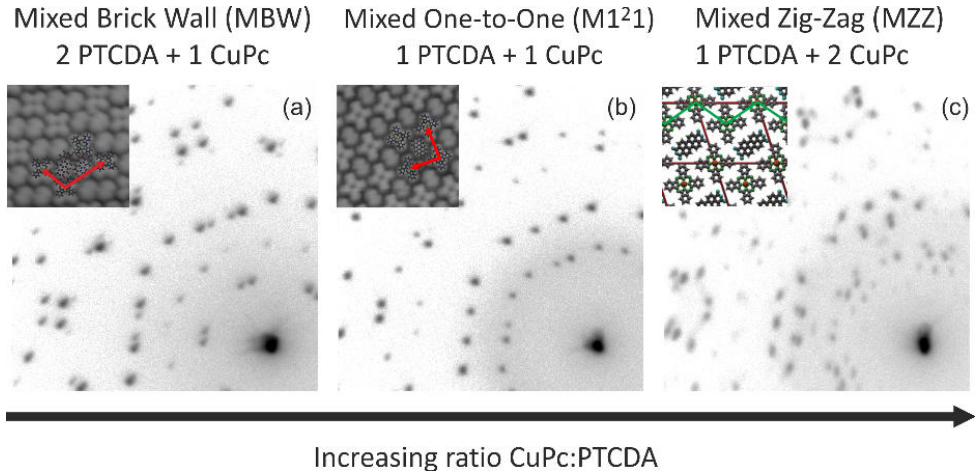 Mixed Brick Wall (MBW)
2 PTCDA + 1 CuPc
Mixed One-to-One (M1²1)
1 PTCDA + 1 CuPc
Mixed Zig-Zag (MZZ)
1 PTCDA + 2 CuPc
(a)
(b)
(c)
Increasing ratio CuPc:PTCDA